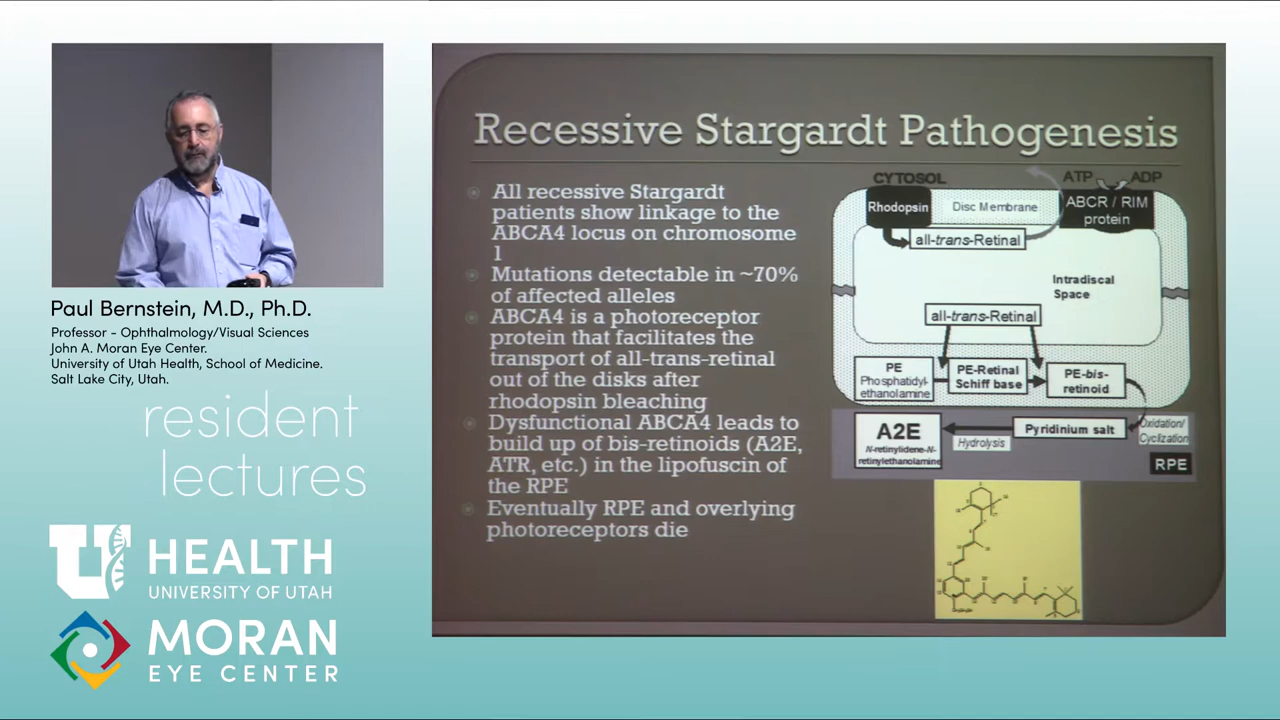 Paul Bernstein, M.D., Ph.D.
Professor - Ophthalmology/Visual Sciences
John A. Moran Eye Center.
University of Utah Health, School of Medicine.
Salt Lake City, Utah.
resident
lectures
U
HEALTH
UNIVERSITY OF UTAH
MORAN
EYE CENTER
Recessive Stargardt Pathogenesis
All recessive Stargardt
patients show linkage to the
ABCA4 locus on chromosome
1
Mutations detectable in ~70%
of affected alleles
ABCA4 is a photoreceptor
protein that facilitates the
transport of all-trans-retinal
out of the disks after
rhodopsin bleaching
Dysfunctional ABCA4 leads to
build up of bis-retinoids (A2E,
ATR, etc.) in the lipofuscin of
the RPE
Eventually RPE and overlying
photoreceptors die
CYTOSOL
ATP
ADP
Rhodopsin
Disc Membrane
ABCR / RIM
protein
all-trans-Retinal
Intradiscal
Space
all-trans-Retinal
PE
Phosphatidyl-
ethanolamine
PE-Retinal
Schiff base
PE-bis-
retinoid
A2E
N-retinylidene-N-
retinylethanolamine
Hydrolysis
Pyridinium salt
Oxidation/
Cyclization
RPE